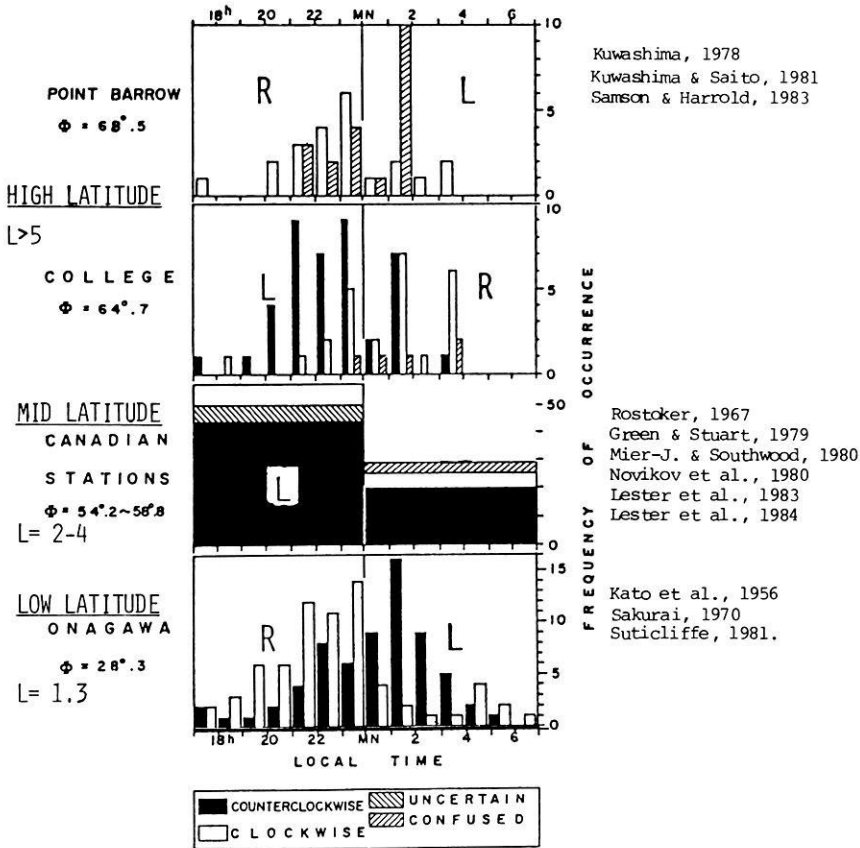 18h 20 22 MN 2 4 G
POINT BARROW
Φ = 68°.5
R L
10
5
0
Kuwashima, 1978
Kuwashima & Saito, 1981
Samson & Harrold, 1983
HIGH LATITUDE
L>5
COLLEGE
Φ = 64°.7
L R
10
5
0
MID LATITUDE
CANADIAN
STATIONS
Φ = 54°.2~58°.8
L= 2-4
L
50
0
Rostoker, 1967
Green & Stuart, 1979
Mier-J. & Southwood, 1980
Novikov et al., 1980
Lester et al., 1983
Lester et al., 1984
LOW LATITUDE
ONAGAWA
Φ = 28°.3
L= 1.3
R L
15
10
5
0
Kato et al., 1956
Sakurai, 1970
Suticliffe, 1981.
FREQUENCY OF OCCURRENCE
18h 20 22 MN 2 4 6
LOCAL TIME
COUNTERCLOCKWISE UNCERTAIN
CLOCKWISE CONFUSED